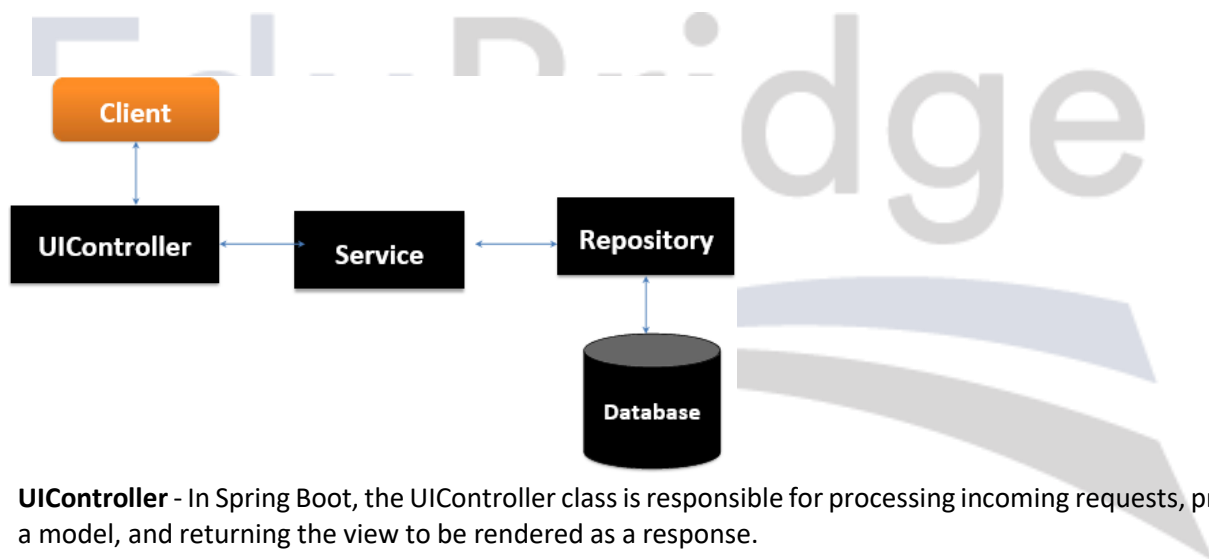 EduBridge
Client
UIController
Service
Repository
Database
UIController - In Spring Boot, the UIController class is responsible for processing incoming requests,
a model, and returning the view to be rendered as a response.